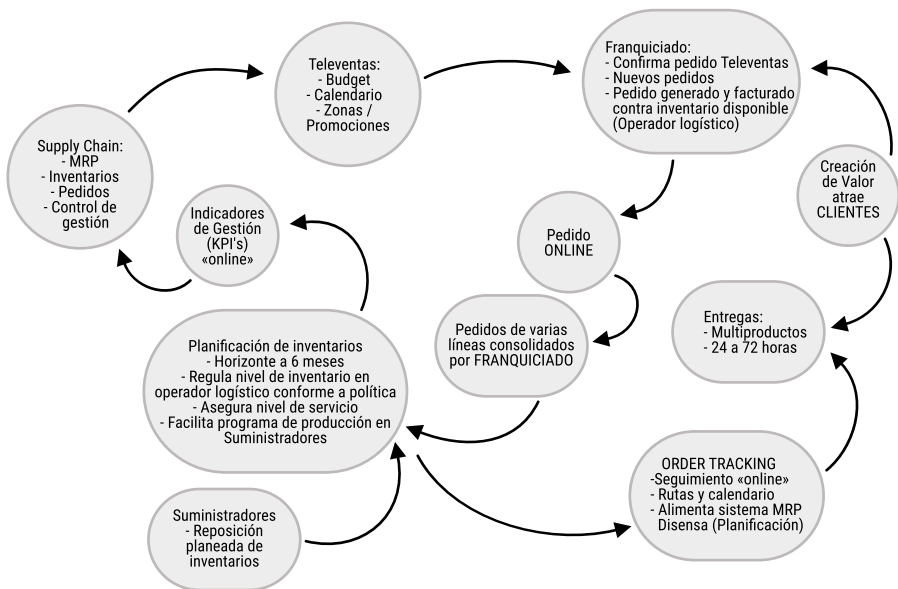 Televentas:
- Budget
- Calendario
- Zonas /
Promociones
Franquiciado:
- Confirma pedido Televentas
- Nuevos pedidos
- Pedido generado y facturado
contra inventario disponible
(Operador logístico)
Supply Chain:
- MRP
- Inventarios
- Pedidos
- Control de
gestión
Indicadores
de Gestión
(KPI's)
«online»
Pedido
ONLINE
Creación
de Valor
atrae
CLIENTES
Planificación de inventarios
- Horizonte a 6 meses
- Regula nivel de inventario en
operador logístico conforme a política
- Asegura nivel de servicio
- Facilita programa de producción en
Suministradores
Pedidos de varias
líneas consolidados
por FRANQUICIADO
Entregas:
- Multiproductos
- 24 a 72 horas
Suministradores
- Reposición
planeada de
inventarios
ORDER TRACKING
-Seguimiento «online»
- Rutas y calendario
- Alimenta sistema MRP
Disensa (Planificación)